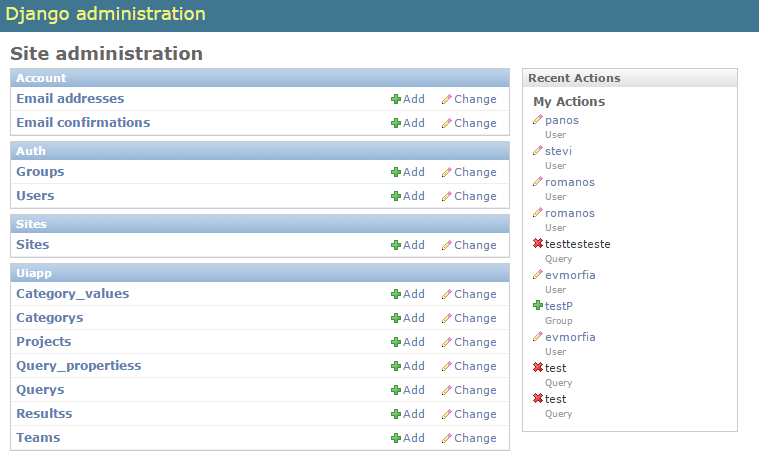 Django administration
Site administration
Account
Email addresses Add Change
Email confirmations Add Change
Auth
Groups Add Change
Users Add Change
Sites
Sites Add Change
Uiapp
Category_values Add Change
Categorys Add Change
Projects Add Change
Query_propertiess Add Change
Querys Add Change
Resultss Add Change
Teams Add Change
Recent Actions
My Actions
panos
User
stevi
User
romanos
User
romanos
User
testtesteste
Query
evmorfia
User
testP
Group
evmorfia
User
test
Query
test
Query